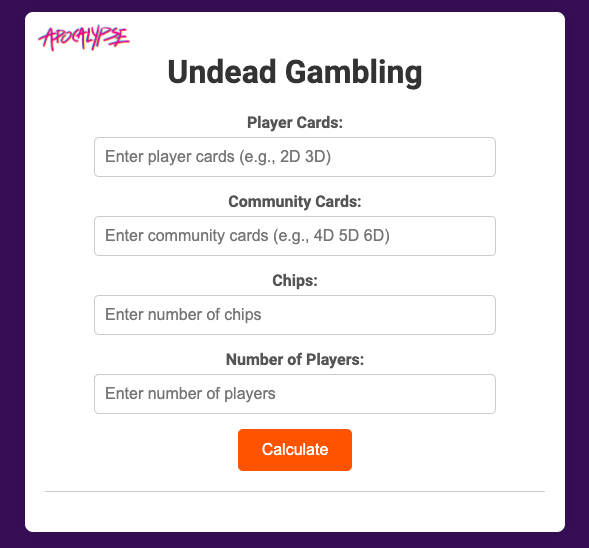 APOCALYPSE
Undead Gambling
Player Cards:
Enter player cards (e.g., 2D 3D)
Community Cards:
Enter community cards (e.g., 4D 5D 6D)
Chips:
Enter number of chips
Number of Players:
Enter number of players
Calculate